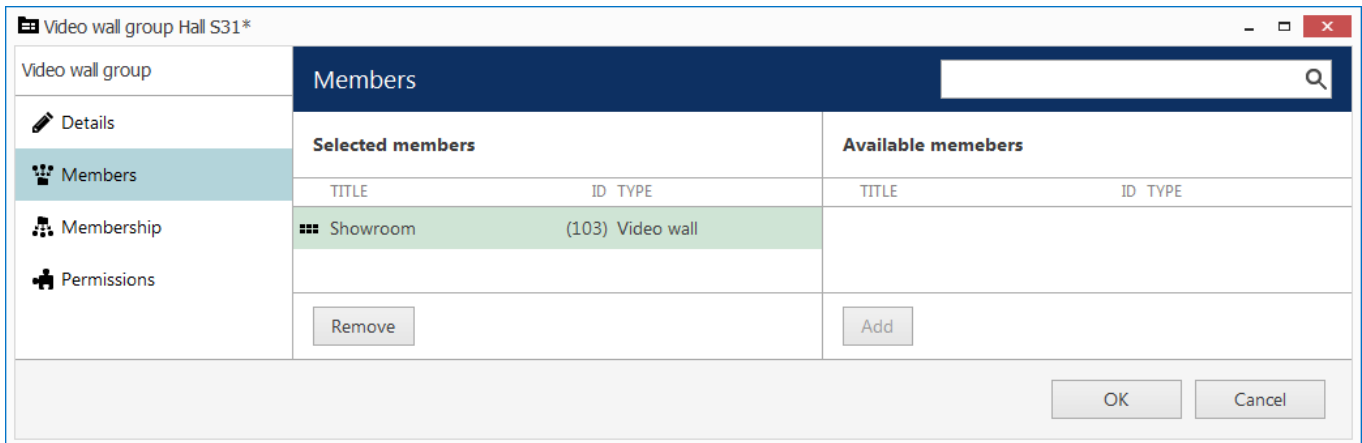 Video wall group Hall S31*
Video wall group
Details
Members
Membership
Permissions
Members
Selected members
TITLE ID TYPE
Showroom (103) Video wall
Remove
Available memebers
TITLE ID TYPE
Add
OK Cancel